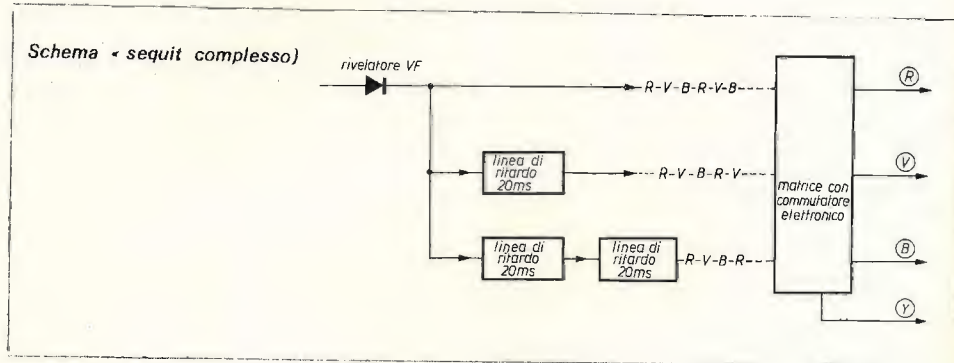 Schema « sequit complesso)
rivelatore VF
R-V-B-R-V-B
R
linea di
ritardo
20ms
R-V-B-R-V
matrice con
commutatore
elettronico
V
linea di
ritardo
20ms
linea di
ritardo
20ms
R-V-B-R
B
Y